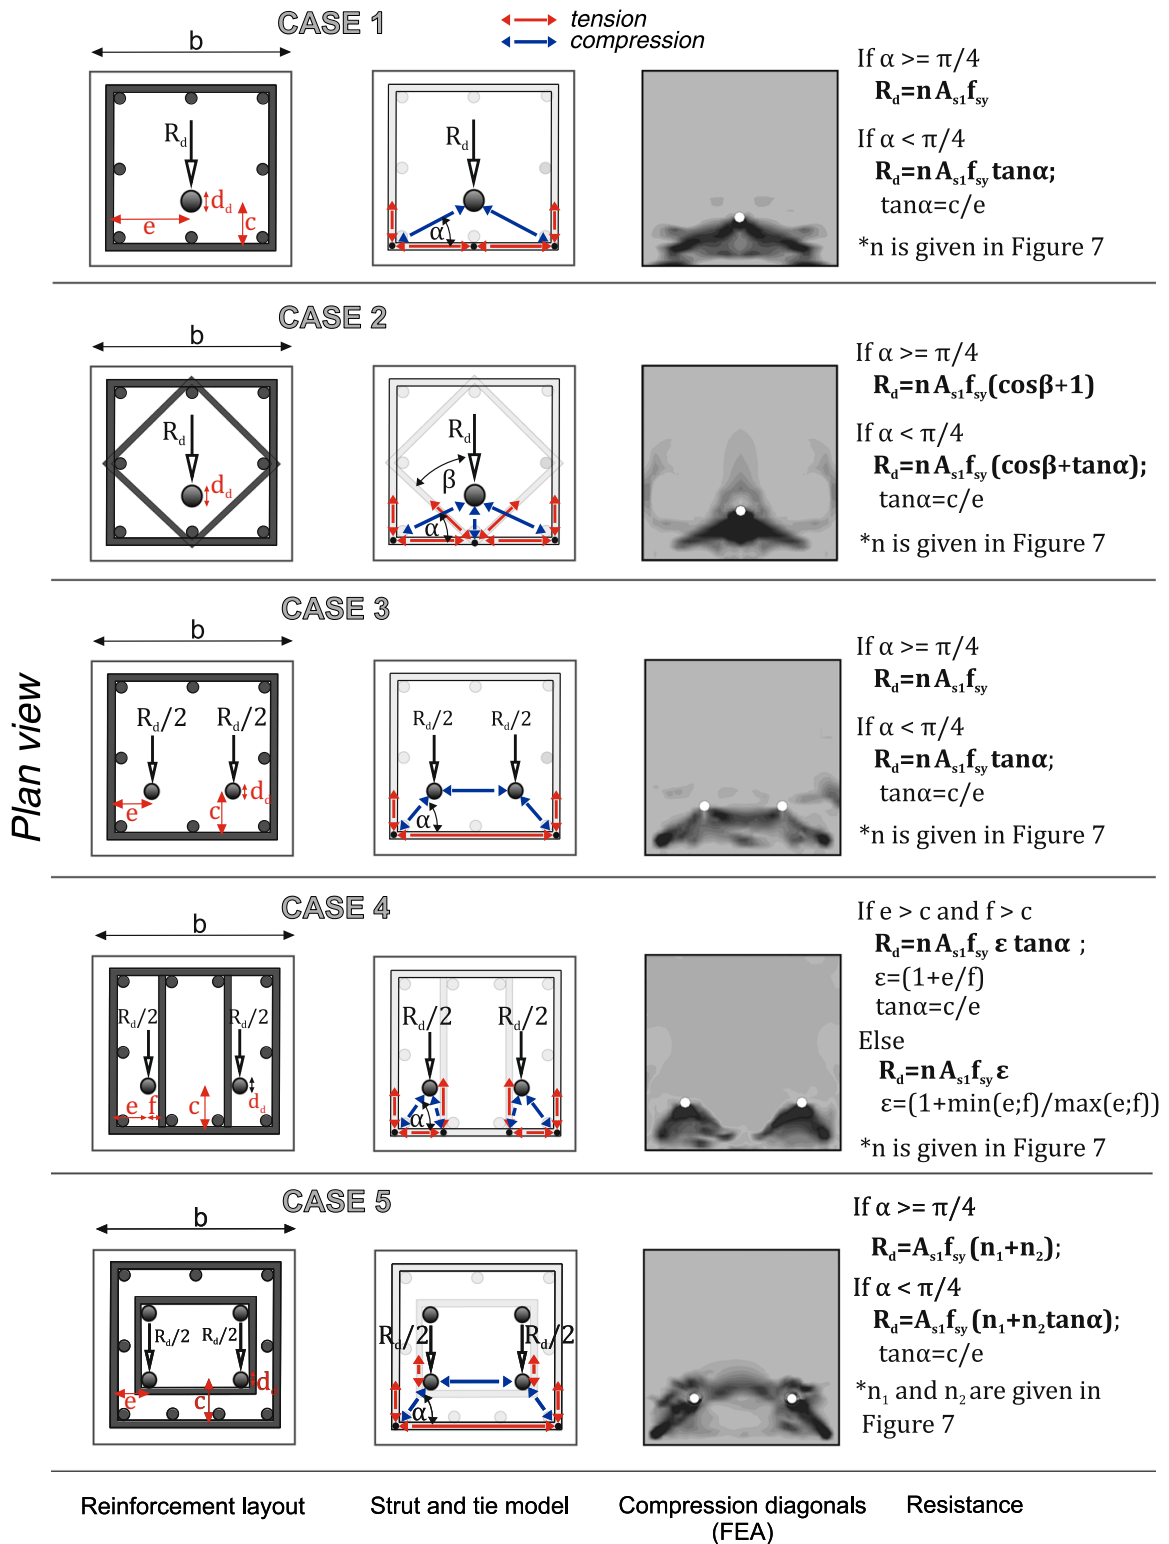 CASE 1
tension
compression
b
R_d
e
d_d
c
R_d
α
If α >= π/4
R_d=n A_s1 f_sy
If α < π/4
R_d=n A_s1 f_sy tanα;
tanα=c/e
*n is given in Figure 7
CASE 2
b
R_d
d_d
R_d
β
α
If α >= π/4
R_d=n A_s1 f_sy (cosβ+1)
If α < π/4
R_d=n A_s1 f_sy (cosβ+tanα);
tanα=c/e
*n is given in Figure 7
Plan view
CASE 3
b
R_d/2 R_d/2
e
c
d_d
R_d/2 R_d/2
α
If α >= π/4
R_d=n A_s1 f_sy
If α < π/4
R_d=n A_s1 f_sy tanα;
tanα=c/e
*n is given in Figure 7
CASE 4
b
R_d/2 R_d/2
e f c d_d
R_d/2 R_d/2
α
If e > c and f > c
R_d=n A_s1 f_sy ε tanα ;
ε=(1+e/f)
tanα=c/e
Else
R_d=n A_s1 f_sy ε
ε=(1+min(e;f)/max(e;f))
*n is given in Figure 7
CASE 5
b
R_d/2 R_d/2
e c d_d
R_d/2 R_d/2
α
If α >= π/4
R_d=A_s1 f_sy (n_1+n_2);
If α < π/4
R_d=A_s1 f_sy (n_1+n_2 tanα);
tanα=c/e
*n_1 and n_2 are given in
Figure 7
Reinforcement layout
Strut and tie model
Compression diagonals
(FEA)
Resistance